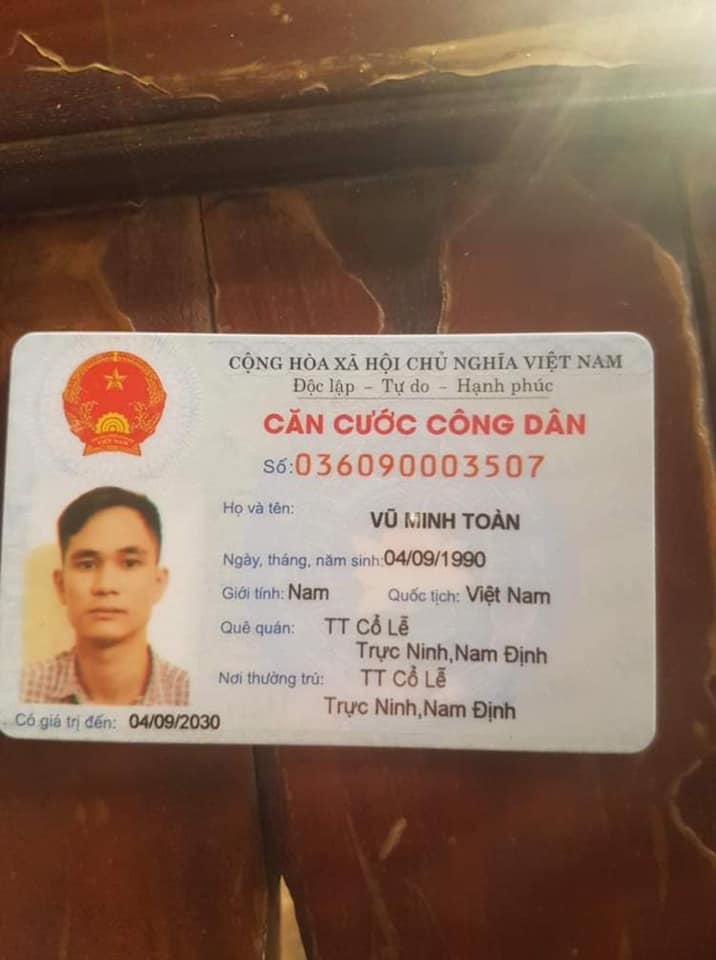 CỘNG HÒA XÃ HỘI CHỦ NGHĨA VIỆT NAM
Độc lập - Tự do - Hạnh phúc
CĂN CƯỚC CÔNG DÂN
Số: 036090003507
Họ và tên:
VŨ MINH TOÀN
Ngày, tháng, năm sinh: 04/09/1990
Giới tính: Nam Quốc tịch: Việt Nam
Quê quán: TT Cổ Lễ
Trực Ninh,Nam Định
Nơi thường trú: TT Cổ Lễ
Trực Ninh,Nam Định
Có giá trị đến: 04/09/2030
VIỆT NAM